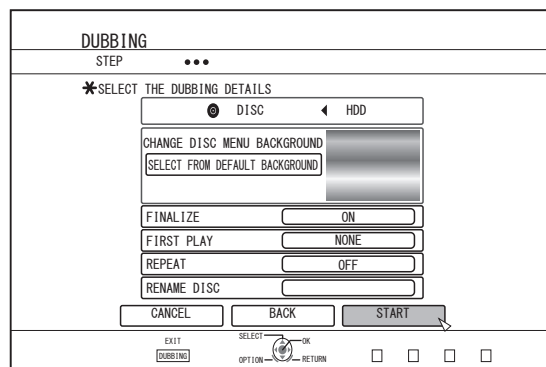 DUBBING
STEP
SELECT THE DUBBING DETAILS
DISC HDD
CHANGE DISC MENU BACKGROUND
SELECT FROM DEFAULT BACKGROUND
FINALIZE ON
FIRST PLAY NONE
REPEAT OFF
RENAME DISC
CANCEL BACK START
EXIT
DUBBING
SELECT OK
OPTION RETURN